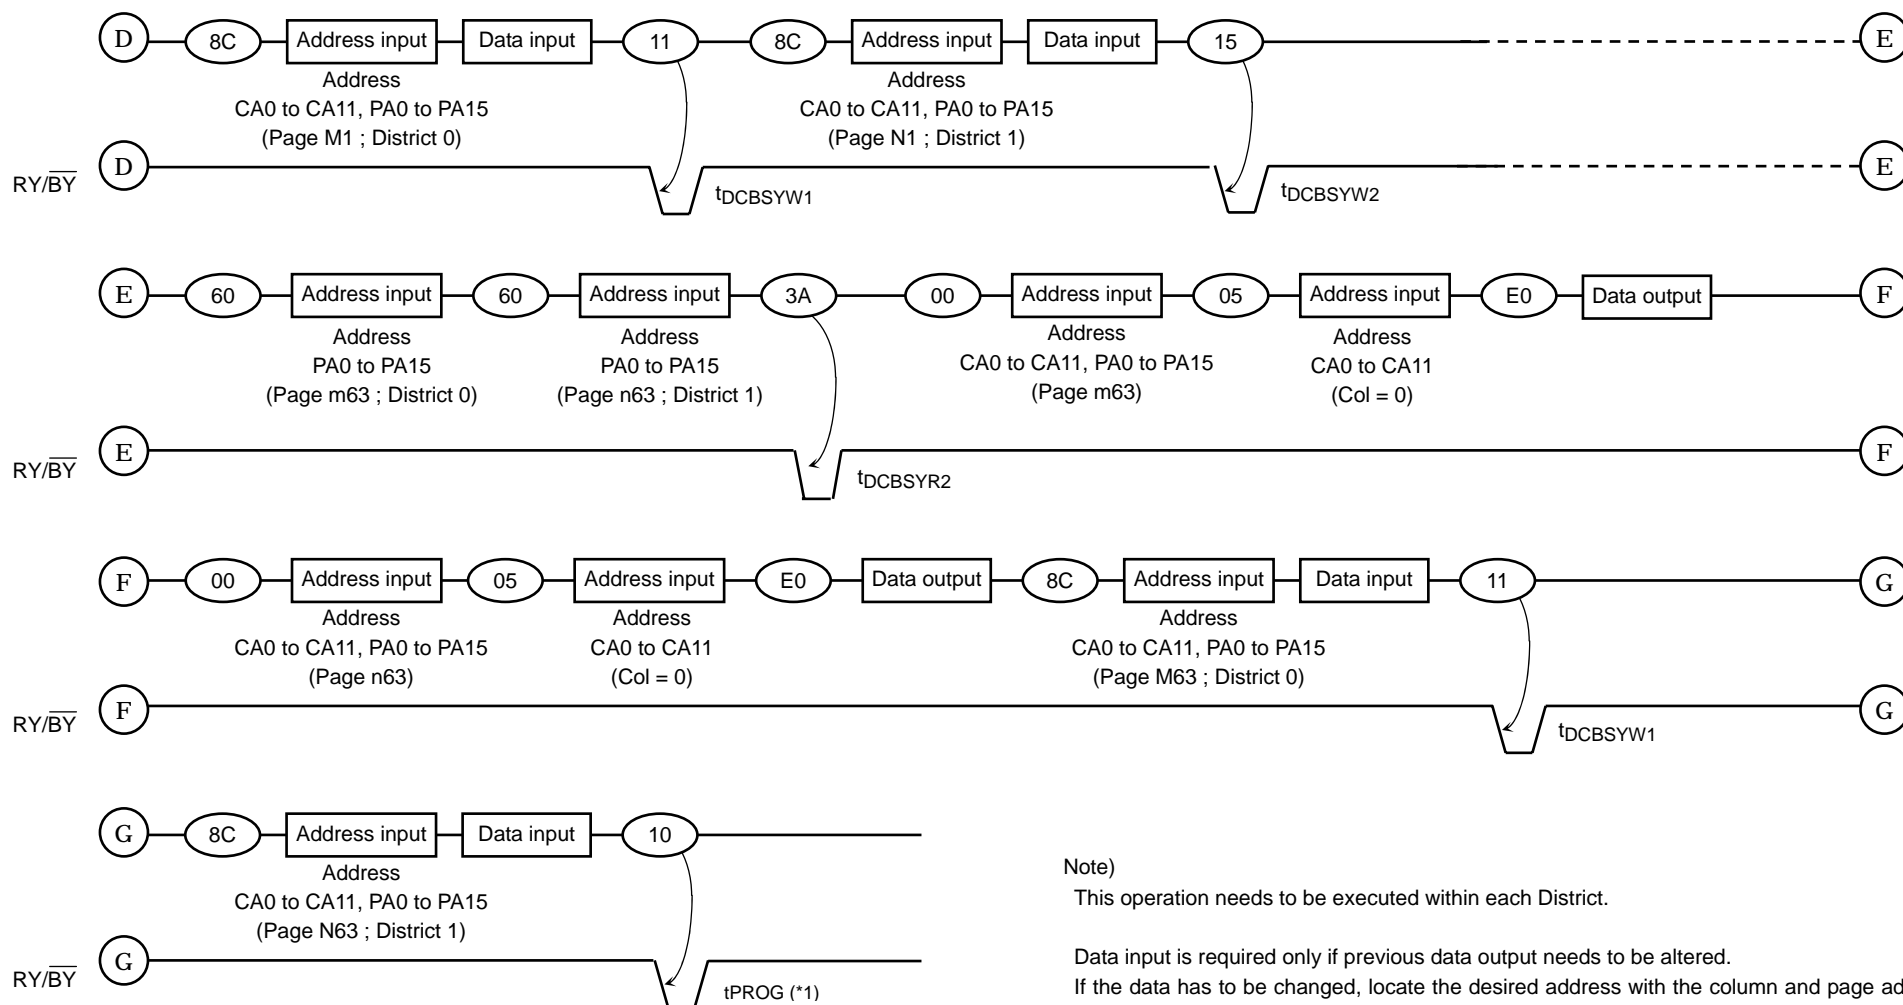 D 8C Address input Data input 11 8C Address input Data input 15 E
Address Address
CA0 to CA11, PA0 to PA15 CA0 to CA11, PA0 to PA15
(Page M1 ; District 0) (Page N1 ; District 1)
RY/BY D E
tDCBSYW1 tDCBSYW2
E 60 Address input 60 Address input 3A 00 Address input 05 Address input E0 Data output F
Address Address Address Address
PA0 to PA15 PA0 to PA15 CA0 to CA11, PA0 to PA15 CA0 to CA11
(Page m63 ; District 0) (Page n63 ; District 1) (Page m63) (Col = 0)
RY/BY E F
tDCBSYR2
F 00 Address input 05 Address input E0 Data output 8C Address input Data input 11 G
Address Address Address
CA0 to CA11, PA0 to PA15 CA0 to CA11 CA0 to CA11, PA0 to PA15
(Page n63) (Col = 0) (Page M63 ; District 0)
RY/BY F G
tDCBSYW1
G 8C Address input Data input 10
Address
CA0 to CA11, PA0 to PA15
(Page N63 ; District 1)
RY/BY G
tPROG (*1)
Note)
This operation needs to be executed within each District.
Data input is required only if previous data output needs to be altered.
If the data has to be changed, locate the desired address with the column and page